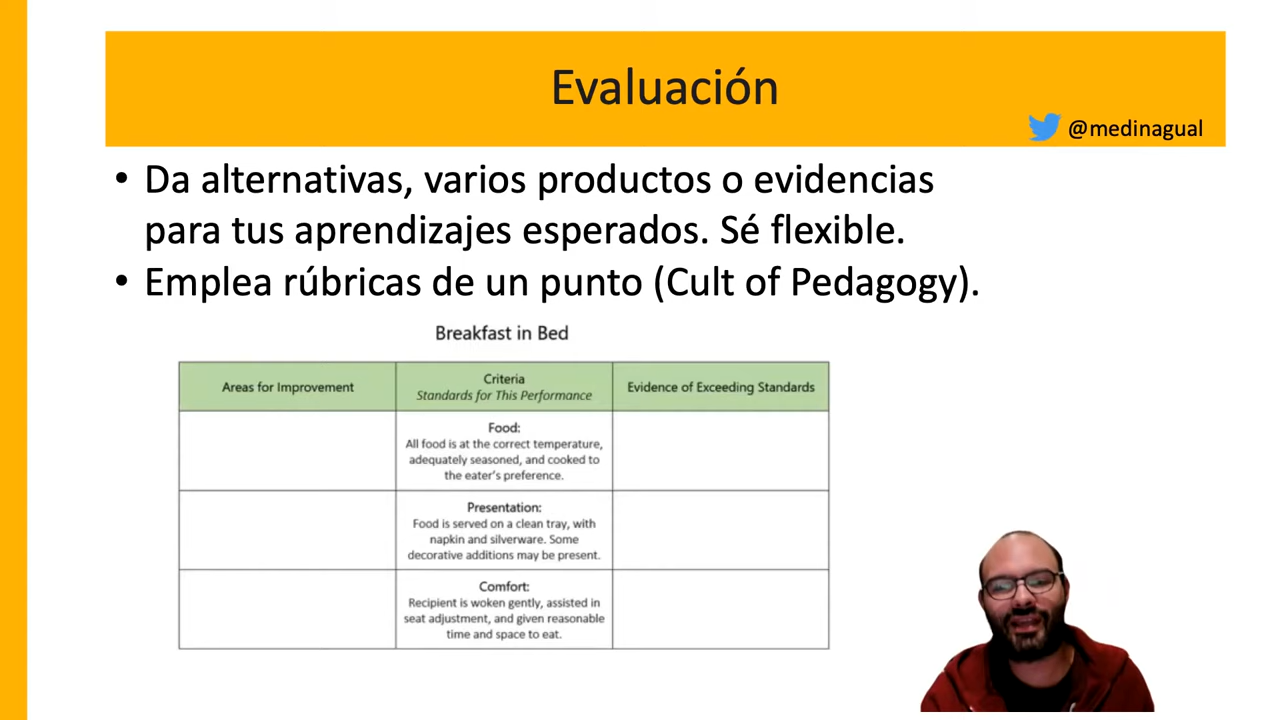 Evaluación
@medinagual
• Da alternativas, varios productos o evidencias
para tus aprendizajes esperados. Sé flexible.
• Emplea rúbricas de un punto (Cult of Pedagogy).
Breakfast in Bed
Areas for Improvement
Criteria
Standards for This Performance
Evidence of Exceeding Standards
Food:
All food is at the correct temperature,
adequately seasoned, and cooked to
the eater's preference.
Presentation:
Food is served on a clean tray, with
napkin and silverware. Some
decorative additions may be present.
Comfort:
Recipient is woken gently, assisted in
seat adjustment, and given reasonable
time and space to eat.